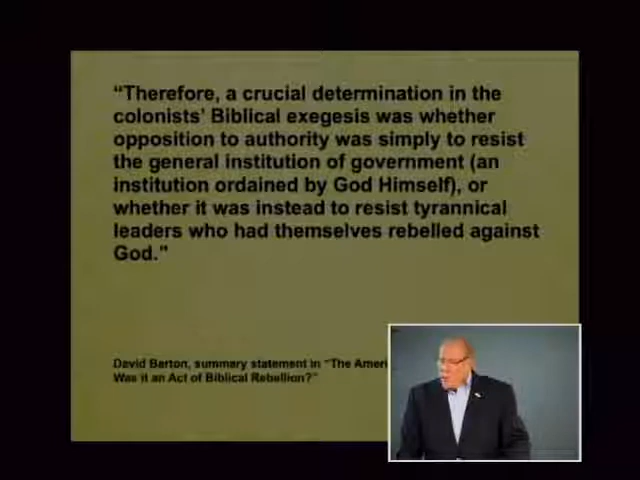 “Therefore, a crucial determination in the
colonists’ Biblical exegesis was whether
opposition to authority was simply to resist
the general institution of government (an
institution ordained by God Himself), or
whether it was instead to resist tyrannical
leaders who had themselves rebelled against
God.”
David Barton, summary statement in “The Ameri
Was it an Act of Biblical Rebellion?”